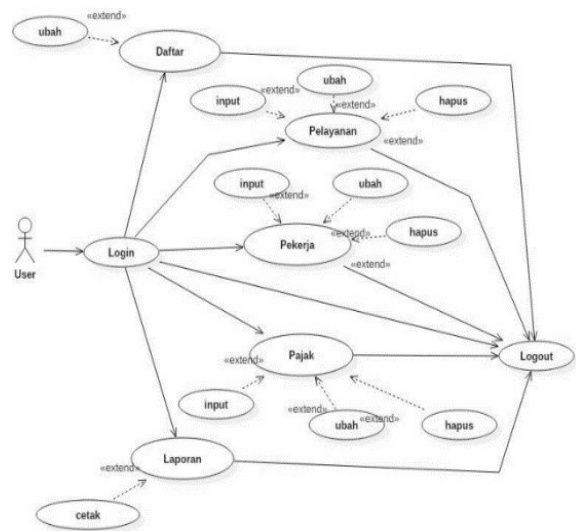 «extend»
ubah
Daftar
ubah
«extend»
input
«extend»
hapus
Pelayanan
«extend»
input
ubah
«extend»
«extend»
hapus
Pekerja
«extend»
User
Login
Pajak
Logout
«extend»
input
«extend»
ubah
«extend»
hapus
Laporan
«extend»
cetak